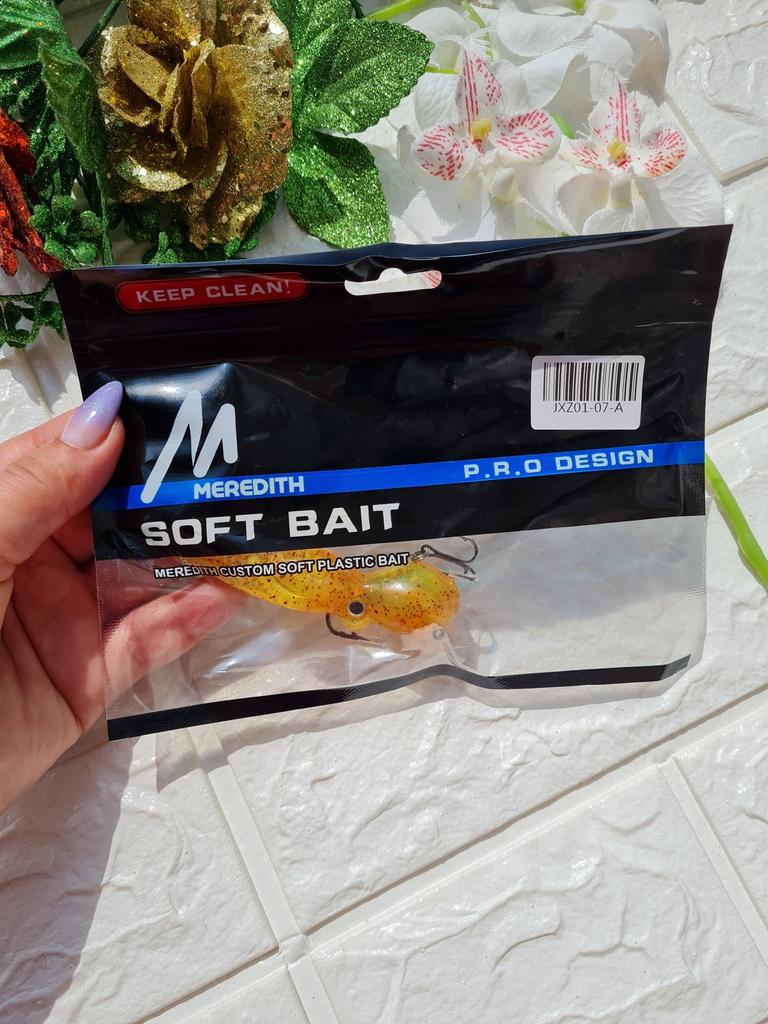 KEEP CLEAN!
JXZ01-07-A
M
MEREDITH
P.R.O DESIGN
SOFT BAIT
MEREDITH CUSTOM SOFT PLASTIC BAIT